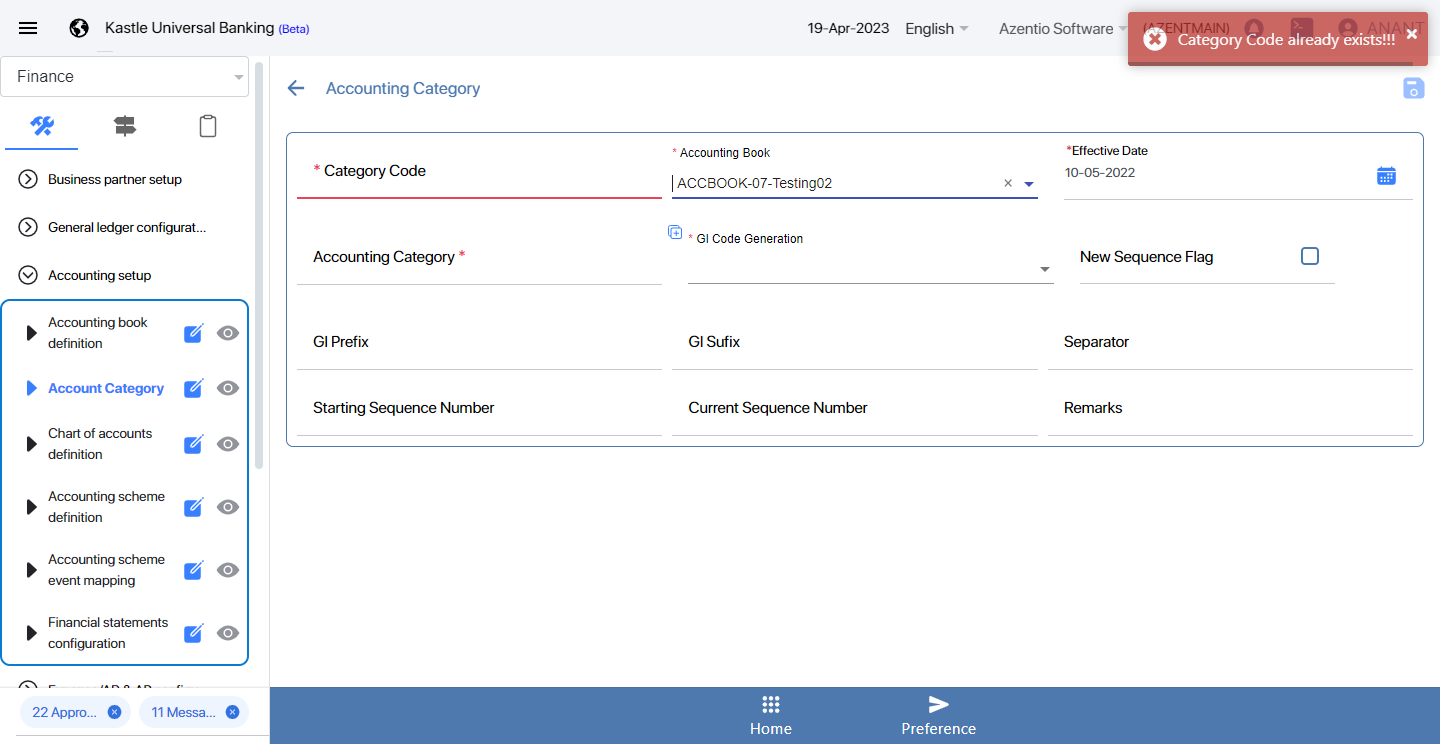 Kastle Universal Banking (Beta)
19-Apr-2023
English
Azentio Software
(AZENTMAIN)
ANANT
Category Code already exists!!!
Finance
Business partner setup
General ledger configurat...
Accounting setup
Accounting book
definition
Account Category
Chart of accounts
definition
Accounting scheme
definition
Accounting scheme
event mapping
Financial statements
configuration
22 Appro...
11 Messa...
Accounting Category
* Category Code
* Accounting Book
ACCBOOK-07-Testing02
*Effective Date
10-05-2022
Accounting Category *
* Gl Code Generation
New Sequence Flag
Gl Prefix
Gl Sufix
Separator
Starting Sequence Number
Current Sequence Number
Remarks
Home
Preference